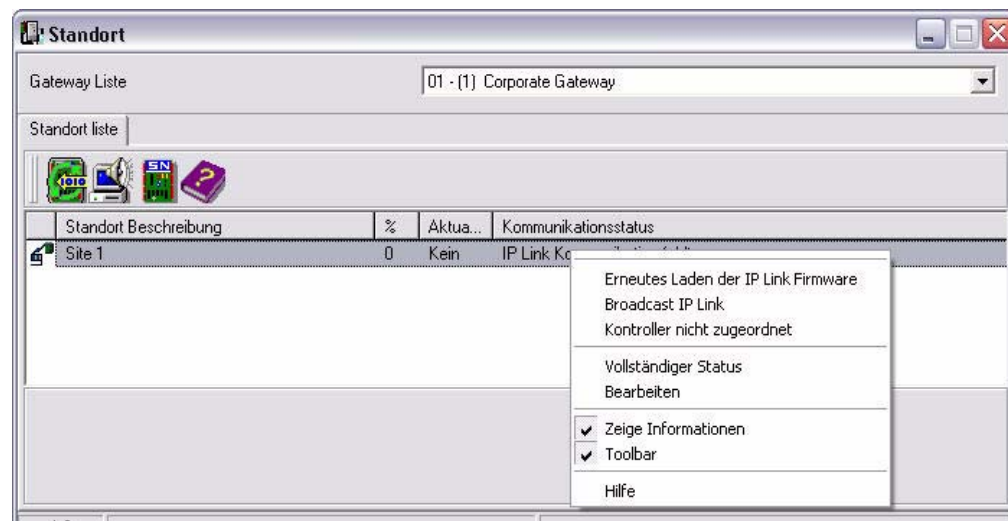 Standort
Gateway Liste
01 - (1) Corporate Gateway
Standort liste
1010
SN
Standort Beschreibung % Aktua... Kommunikationsstatus
Site 1 0 Kein IP Link
Erneutes Laden der IP Link Firmware
Broadcast IP Link
Kontroller nicht zugeordnet
Vollständiger Status
Bearbeiten
Zeige Informationen
Toolbar
Hilfe